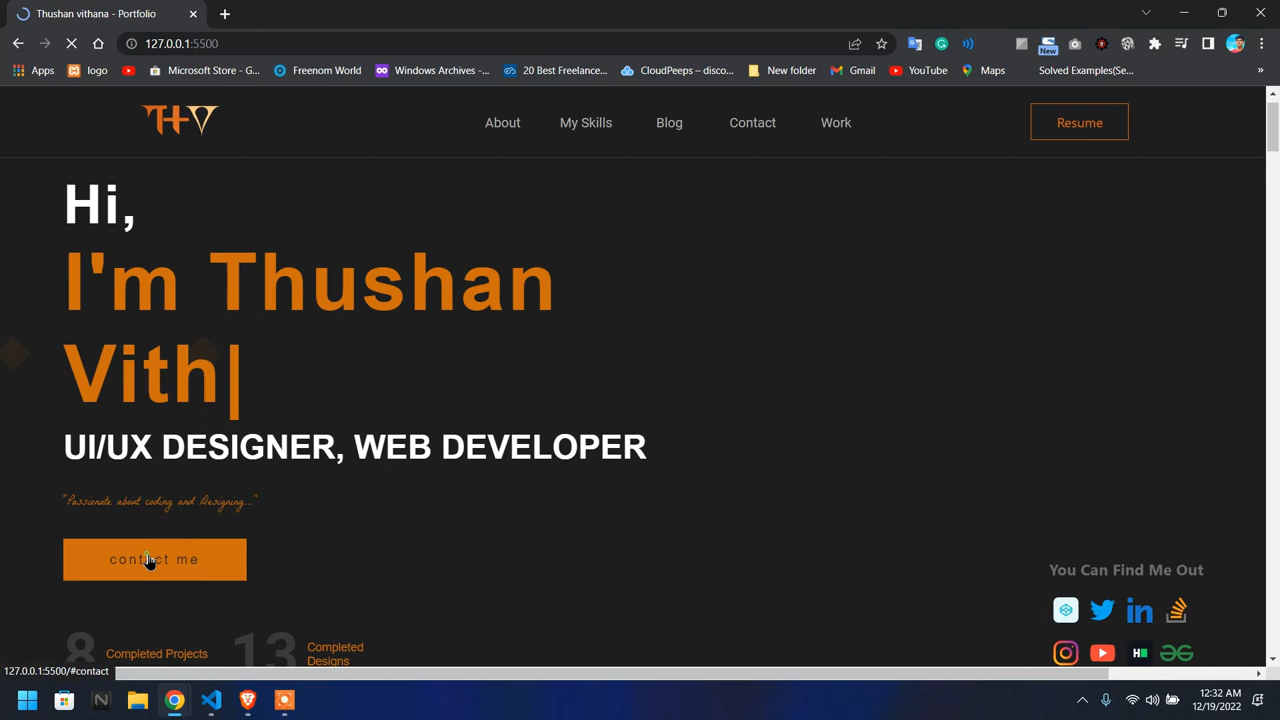 Thushan vithana - Portfolio
127.0.0.1:5500
New
Apps
logo
Microsoft Store - G...
Freenom World
Windows Archives -...
20 Best Freelance...
CloudPeeps – disco...
New folder
Gmail
YouTube
Maps
Solved Examples(Se...
»
THV
About
My Skills
Blog
Contact
Work
Resume
Hi,
I'm Thushan
Vith|
UI/UX DESIGNER, WEB DEVELOPER
"Passionate about coding and Designing..."
contact me
You Can Find Me Out
8
Completed Projects
13
Completed
Designs
H
127.0.0.1:5500/#contact
N
12:32 AM
12/19/2022